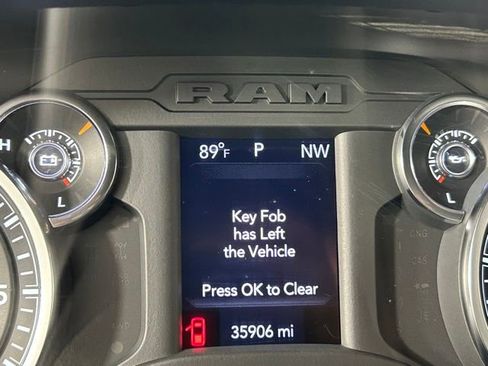 RAM
H
89°F P NW
Key Fob
has Left
the Vehicle
Press OK to Clear
L
L
35906 mi